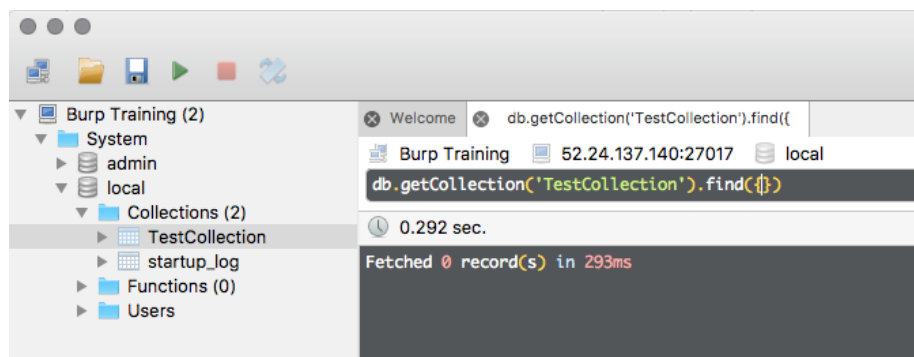 Burp Training (2)
System
admin
local
Collections (2)
TestCollection
startup_log
Functions (0)
Users
Welcome db.getCollection('TestCollection').find({
Burp Training 52.24.137.140:27017 local
db.getCollection('TestCollection').find({})
0.292 sec.
Fetched 0 record(s) in 293ms